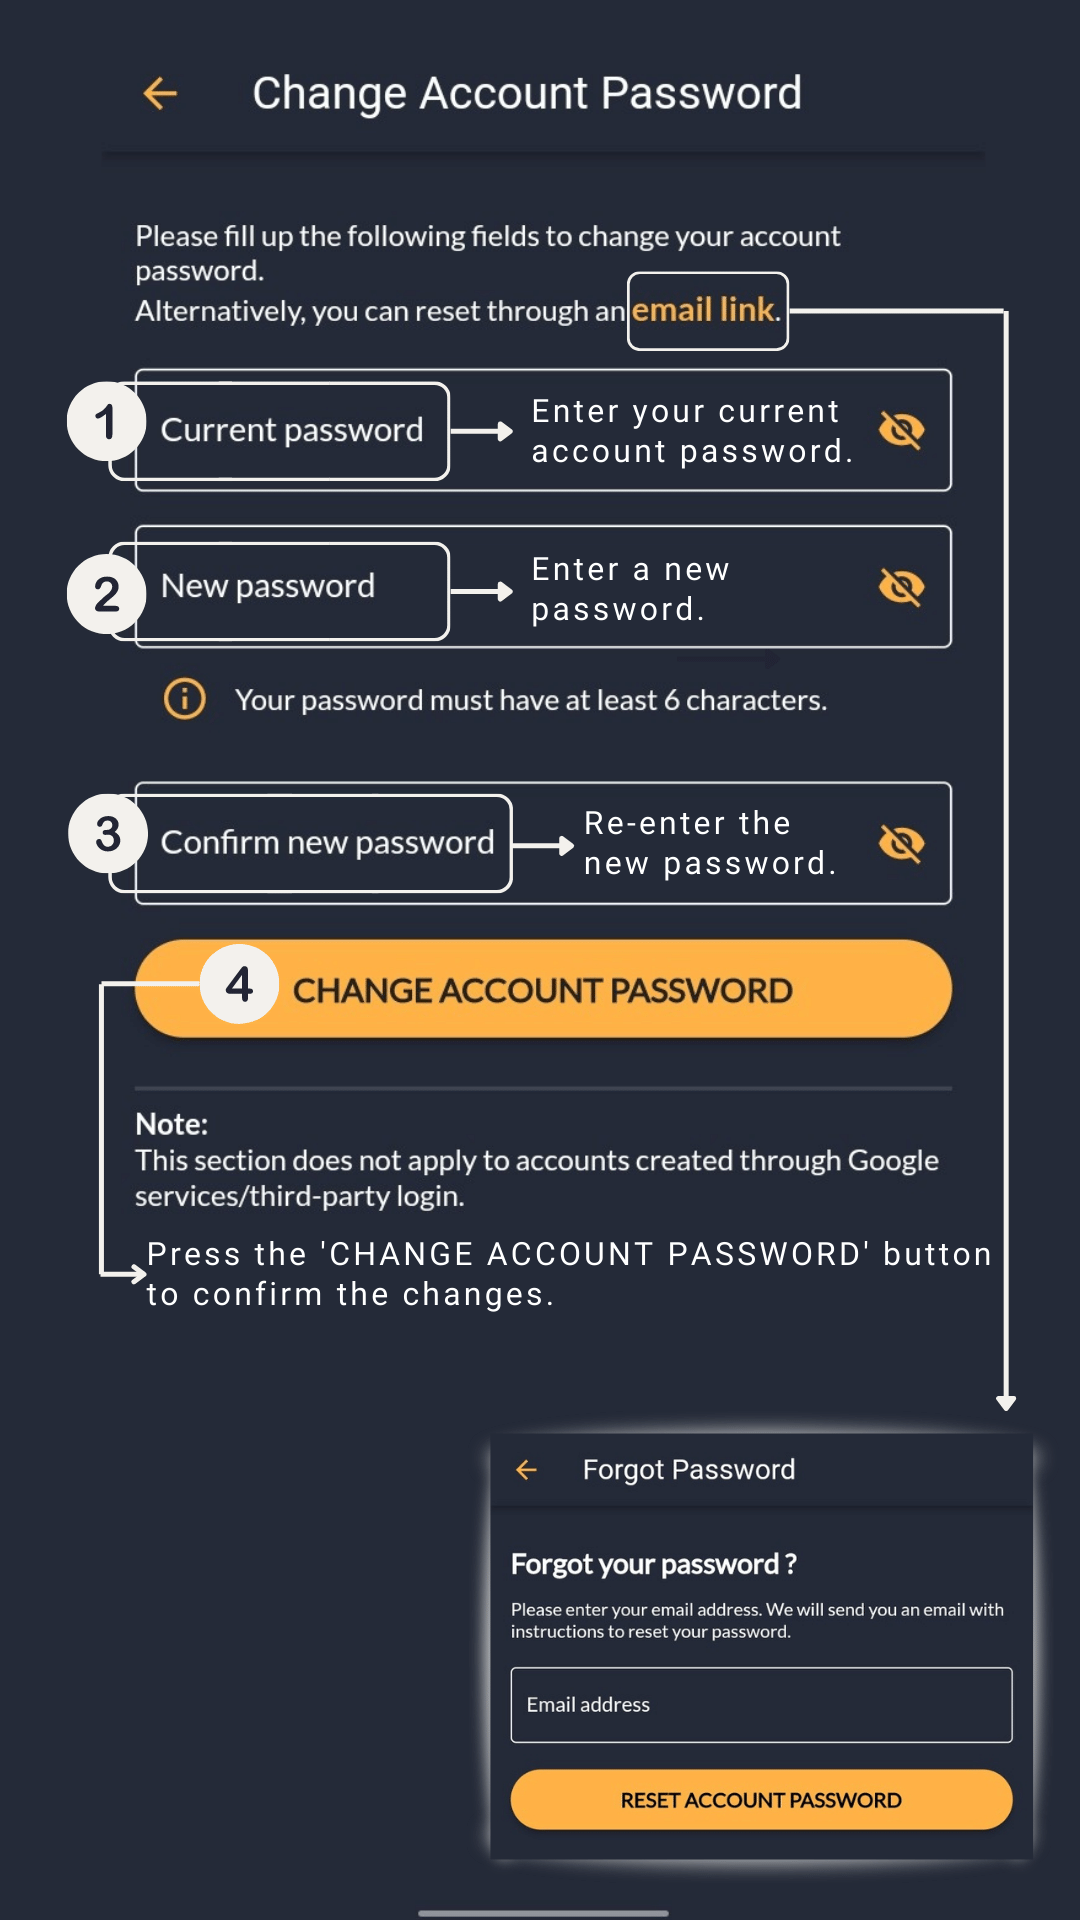 Change Account Password
Please fill up the following fields to change your account
password.
Alternatively, you can reset through an email link.
1
Current password
Enter your current
account password.
2
New password
Enter a new
password.
Your password must have at least 6 characters.
3
Confirm new password
Re-enter the
new password.
4
CHANGE ACCOUNT PASSWORD
Note:
This section does not apply to accounts created through Google
services/third-party login.
Press the 'CHANGE ACCOUNT PASSWORD' button
to confirm the changes.
Forgot Password
Forgot your password ?
Please enter your email address. We will send you an email with
instructions to reset your password.
Email address
RESET ACCOUNT PASSWORD